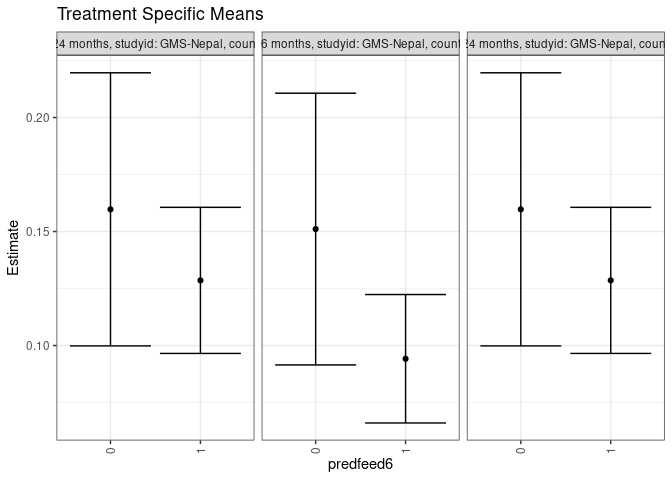 Treatment Specific Means
24 months, studyid: GMS-Nepal, coun
6 months, studyid: GMS-Nepal, count
24 months, studyid: GMS-Nepal, coun
Estimate
0.20
0.15
0.10
0
1
0
1
0
1
predfeed6